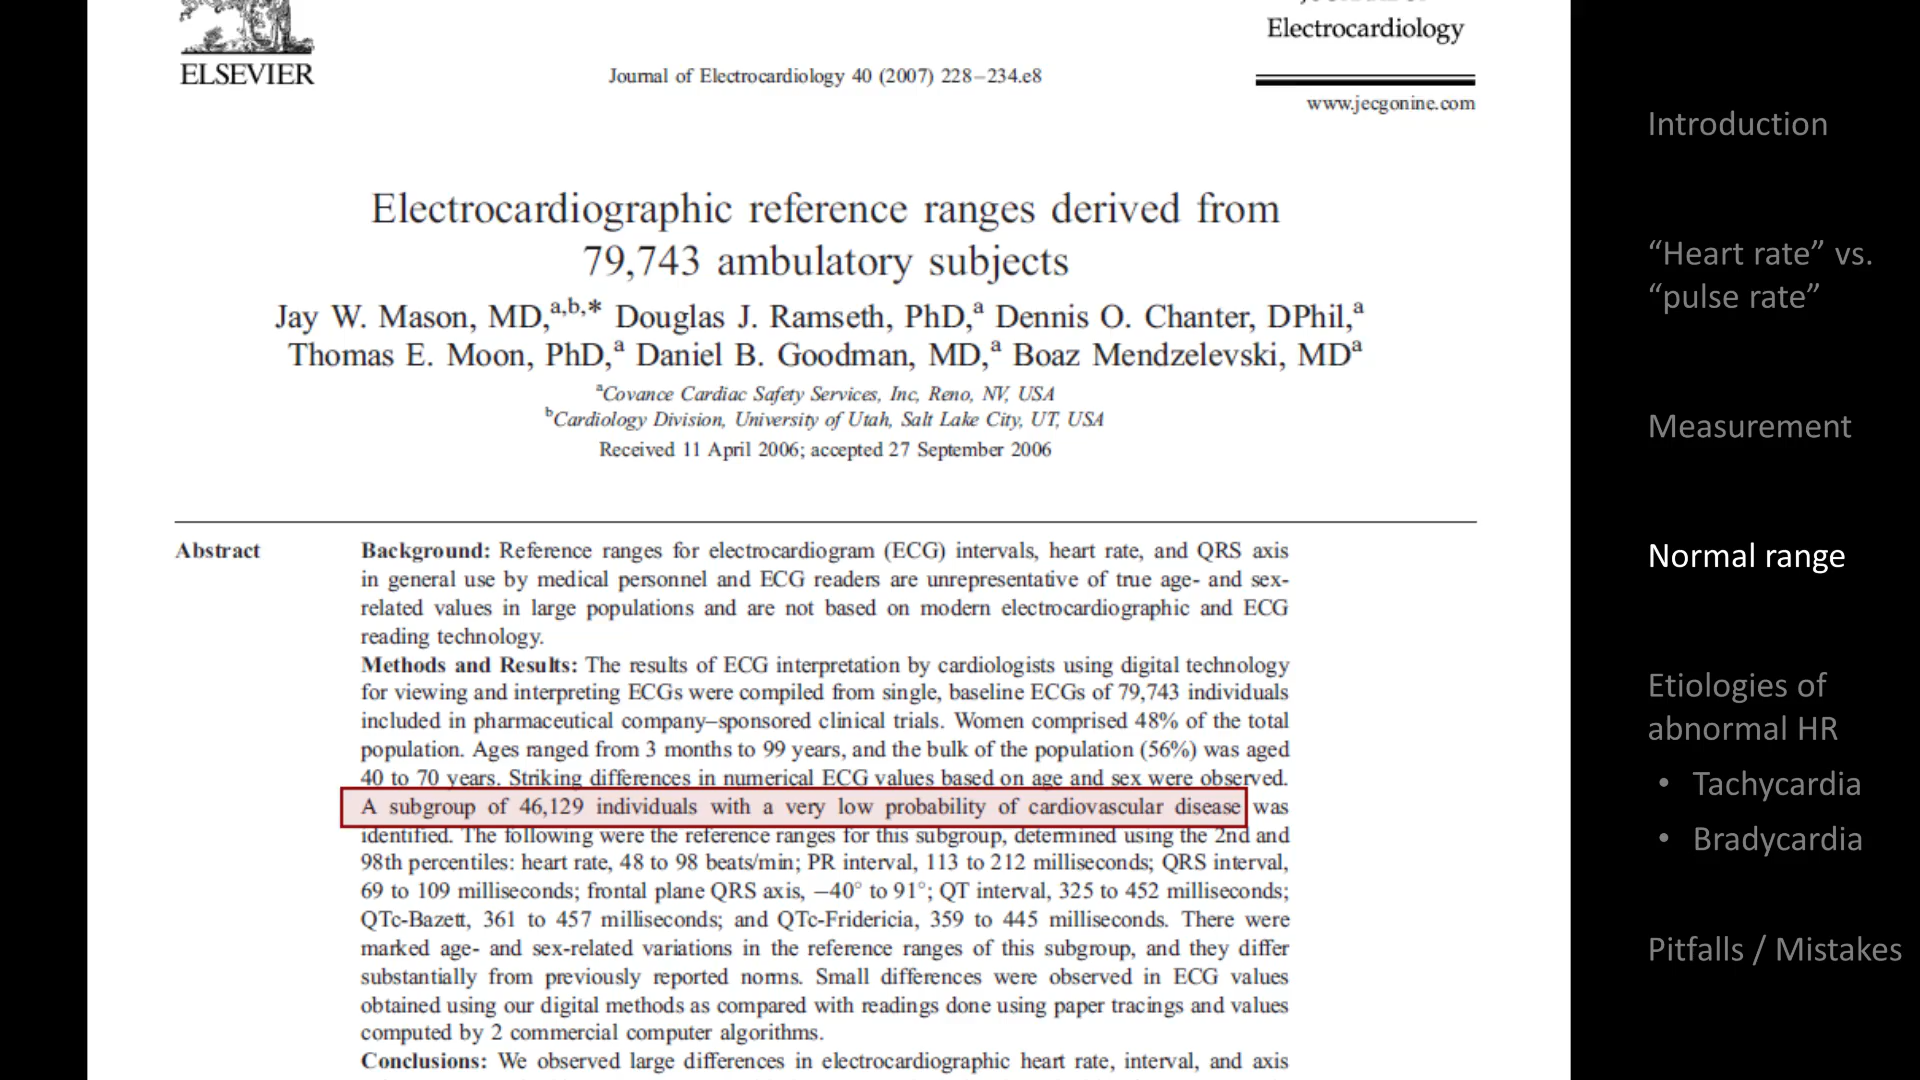 ELSEVIER
Journal of Electrocardiology 40 (2007) 228–234.e8
Electrocardiology
www.jecgonine.com
Electrocardiographic reference ranges derived from
79,743 ambulatory subjects
Jay W. Mason, MD,a,b,* Douglas J. Ramseth, PhD,a Dennis O. Chanter, DPhil,a
Thomas E. Moon, PhD,a Daniel B. Goodman, MD,a Boaz Mendzelevski, MDa
aCovance Cardiac Safety Services, Inc, Reno, NV, USA
bCardiology Division, University of Utah, Salt Lake City, UT, USA
Received 11 April 2006; accepted 27 September 2006
Abstract
Background: Reference ranges for electrocardiogram (ECG) intervals, heart rate, and QRS axis
in general use by medical personnel and ECG readers are unrepresentative of true age- and sex-
related values in large populations and are not based on modern electrocardiographic and ECG
reading technology.
Methods and Results: The results of ECG interpretation by cardiologists using digital technology
for viewing and interpreting ECGs were compiled from single, baseline ECGs of 79,743 individuals
included in pharmaceutical company–sponsored clinical trials. Women comprised 48% of the total
population. Ages ranged from 3 months to 99 years, and the bulk of the population (56%) was aged
40 to 70 years. Striking differences in numerical ECG values based on age and sex were observed.
A subgroup of 46,129 individuals with a very low probability of cardiovascular disease was
identified. The following were the reference ranges for this subgroup, determined using the 2nd and
98th percentiles: heart rate, 48 to 98 beats/min; PR interval, 113 to 212 milliseconds; QRS interval,
69 to 109 milliseconds; frontal plane QRS axis, −40° to 91°; QT interval, 325 to 452 milliseconds;
QTc-Bazett, 361 to 457 milliseconds; and QTc-Fridericia, 359 to 445 milliseconds. There were
marked age- and sex-related variations in the reference ranges of this subgroup, and they differ
substantially from previously reported norms. Small differences were observed in ECG values
obtained using our digital methods as compared with readings done using paper tracings and values
computed by 2 commercial computer algorithms.
Conclusions: We observed large differences in electrocardiographic heart rate, interval, and axis
Introduction
“Heart rate” vs.
“pulse rate”
Measurement
Normal range
Etiologies of
abnormal HR
• Tachycardia
• Bradycardia
Pitfalls / Mistakes